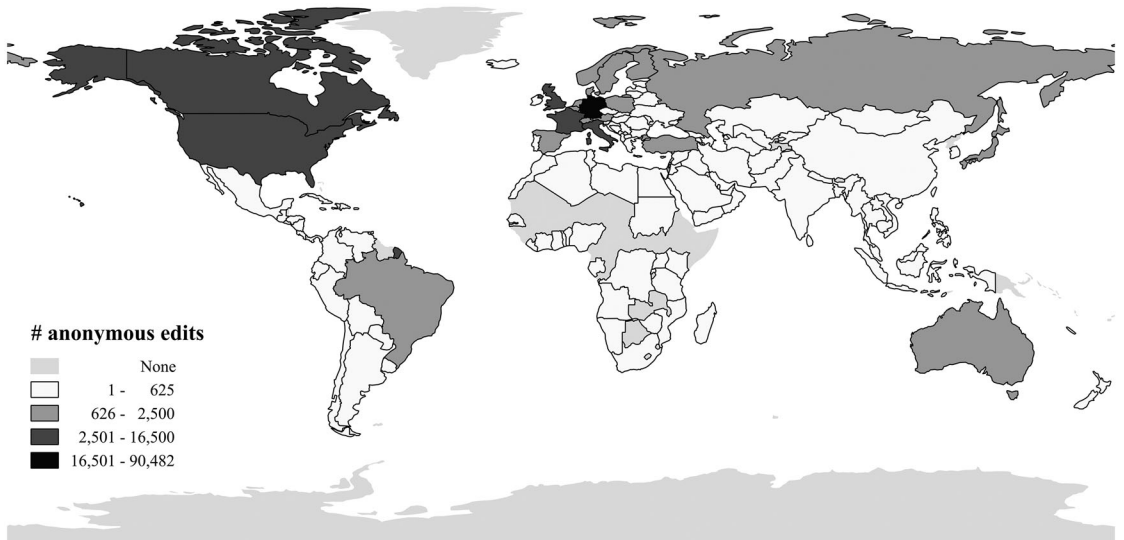 # anonymous edits
None
1 - 625
626 - 2,500
2,501 - 16,500
16,501 - 90,482